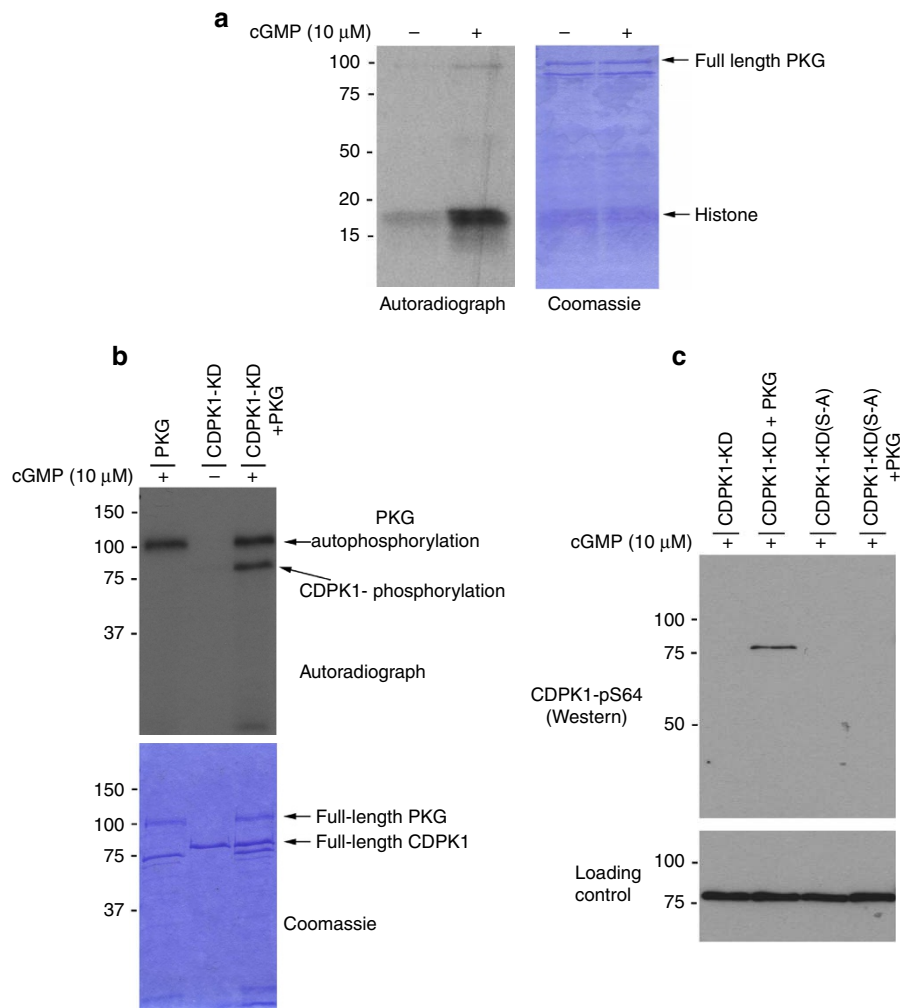 a
cGMP (10 μM) – + – +
100 -
75 -
50 -
20 -
15 -
Full length PKG
Histone
Autoradiograph Coomassie
b
PKG
CDPK1-KD
CDPK1-KD
+PKG
cGMP (10 μM) + – +
150 -
100 -
75 -
37 -
PKG
autophosphorylation
CDPK1- phosphorylation
Autoradiograph
150 -
100 -
75 -
37 -
Full-length PKG
Full-length CDPK1
Coomassie
c
CDPK1-KD
CDPK1-KD + PKG
CDPK1-KD(S-A)
CDPK1-KD(S-A)
+PKG
cGMP (10 μM) + + + +
100 -
75 -
50 -
CDPK1-pS64
(Western)
100 -
75 -
Loading
control